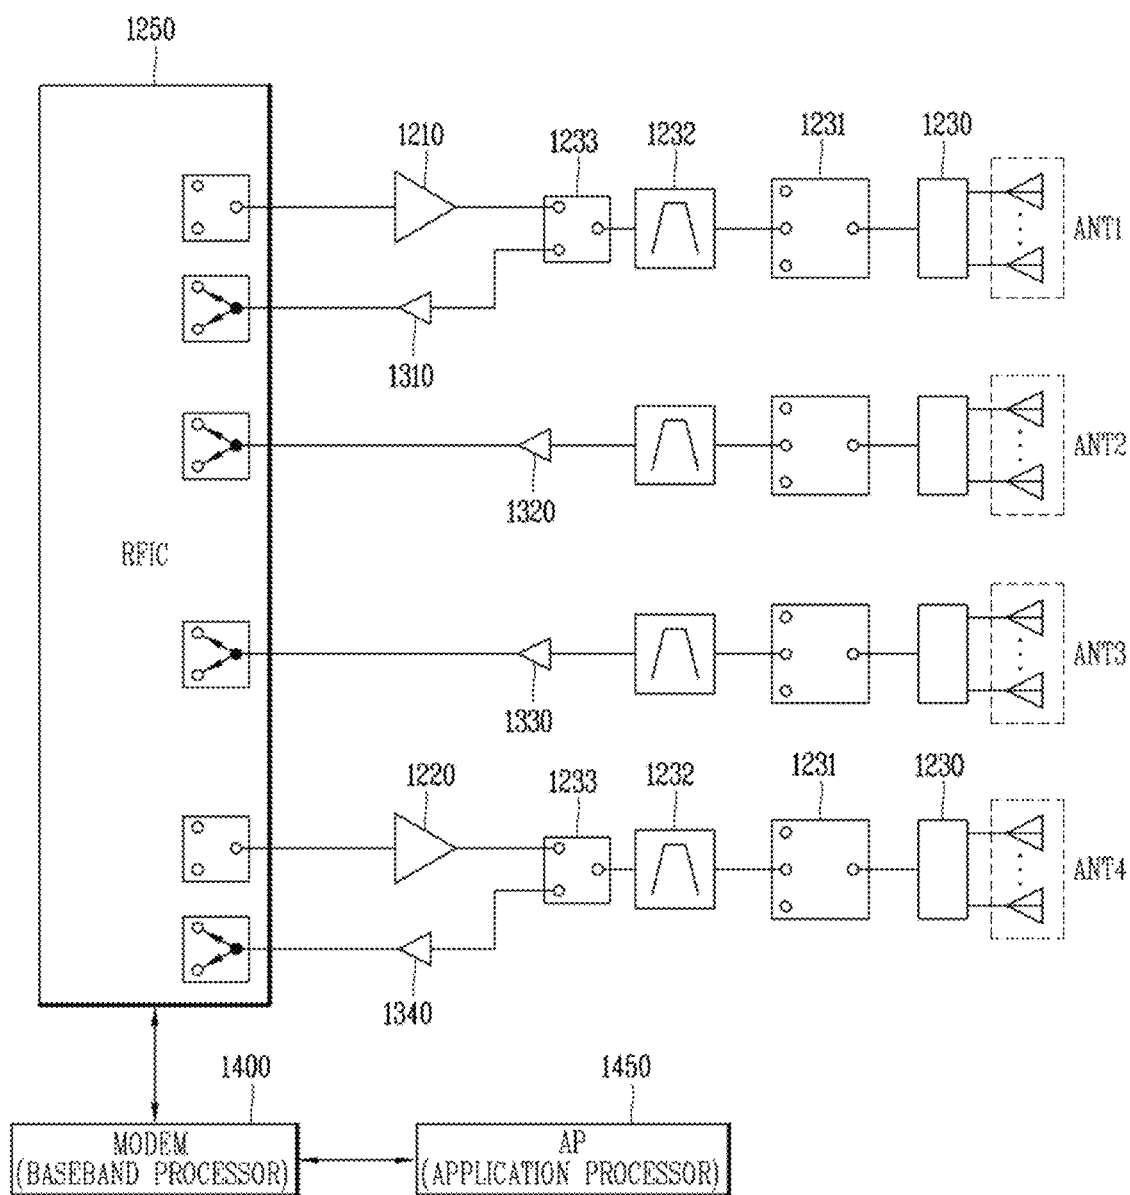 1250
1210
1233
1232
1231
1230
ANT1
1310
ANT2
1320
RFIC
ANT3
1330
1220
1233
1232
1231
1230
ANT4
1340
1400
1450
MODEM
(BASEBAND PROCESSOR)
AP
(APPLICATION PROCESSOR)